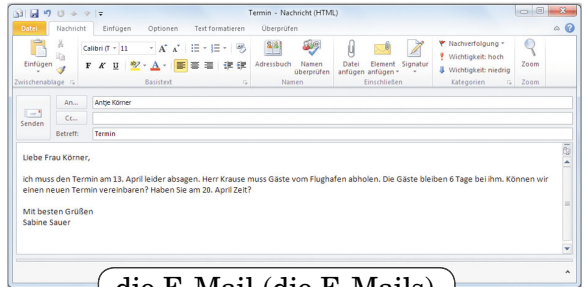 Termin - Nachricht (HTML)
Datei Nachricht Einfügen Optionen Text formatieren Überprüfen
Einfügen
Calibri (T 11
F K U
Adressbuch Namen überprüfen
Datei anfügen Element anfügen Signatur
Nachverfolgung
Wichtigkeit: hoch
Wichtigkeit: niedrig
Zoom
Zwischenablage Basistext Namen Einschließen Kategorien Zoom
Senden
An... Antje Körner
Cc...
Betreff: Termin
Liebe Frau Körner,
ich muss den Termin am 13. April leider absagen. Herr Krause muss Gäste vom Flughafen abholen. Die Gäste bleiben 6 Tage bei ihm. Können wir
einen neuen Termin vereinbaren? Haben Sie am 20. April Zeit?
Mit besten Grüßen
Sabine Sauer
die E-Mail (die E-Mails)